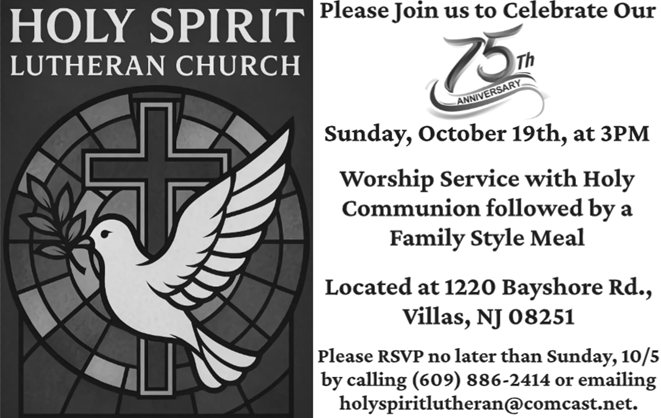 HOLY SPIRIT
LUTHERAN CHURCH
Please Join us to Celebrate Our
75Th
ANNIVERSARY
Sunday, October 19th, at 3PM
Worship Service with Holy
Communion followed by a
Family Style Meal
Located at 1220 Bayshore Rd.,
Villas, NJ 08251
Please RSVP no later than Sunday, 10/5
by calling (609) 886-2414 or emailing
holyspiritlutheran@comcast.net.